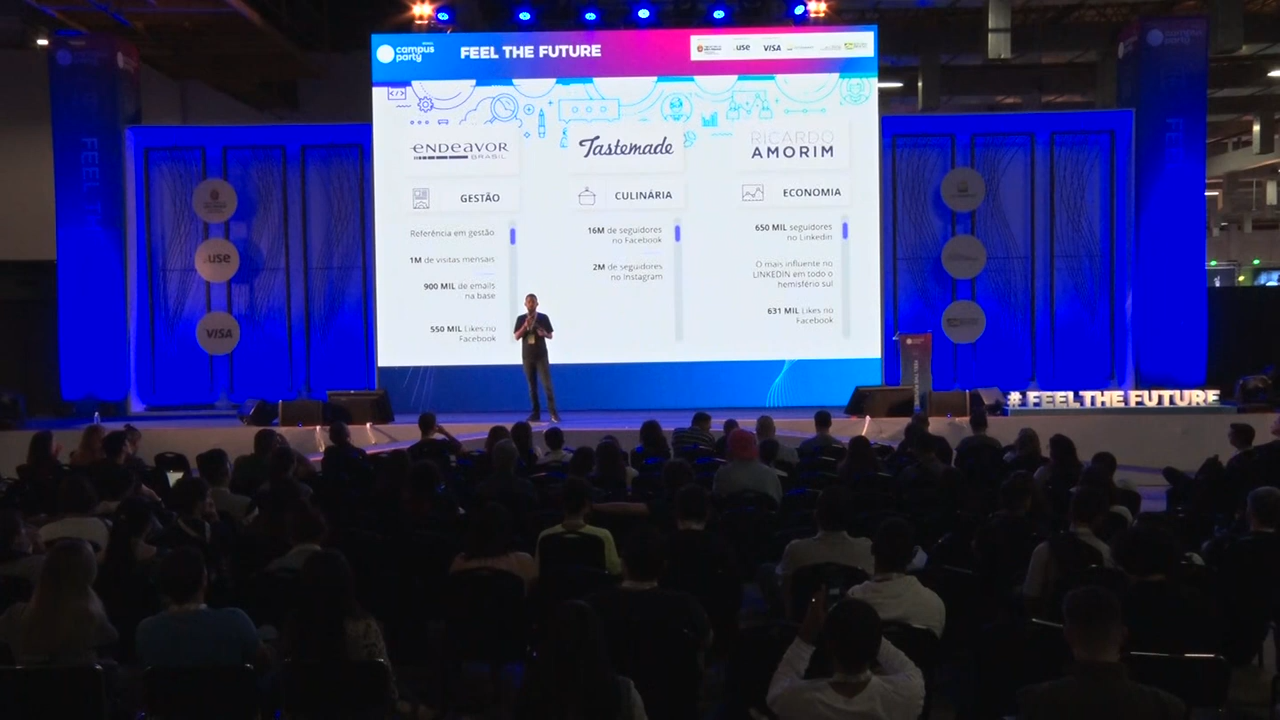 campus
party
FEEL THE FUTURE
.USE
VISA
campus
party
FEEL
ENDEAVOR
BRASIL
Tastemade
RICARDO
AMORIM
GESTÃO
CULINÁRIA
ECONOMIA
Referência em gestão
1M de visitas mensais
900 MIL de emails
na base
550 MIL Likes no
Facebook
16M de seguidores
no Facebook
2M de seguidores
no Instagram
650 MIL seguidores
no Linkedin
O mais influente no
LINKEDIN em todo o
hemisfério sul
631 MIL Likes no
Facebook
.USE
VISA
# FEEL THE FUTURE